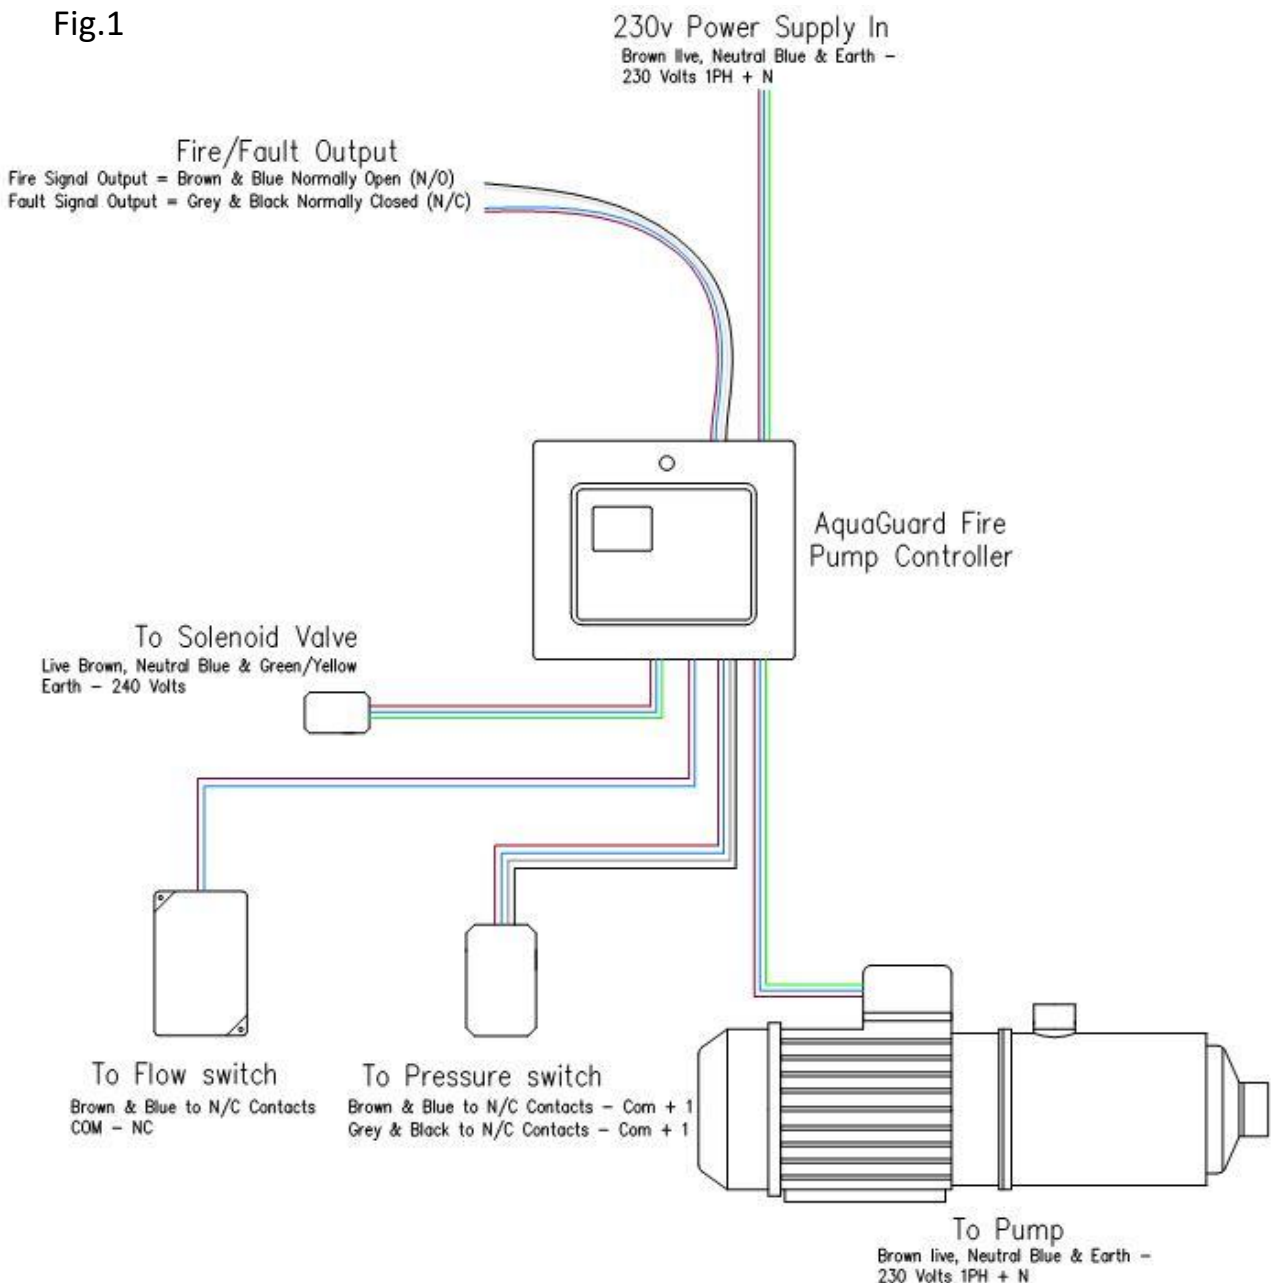 Fig.1
230v Power Supply In
Brown live, Neutral Blue & Earth –
230 Volts 1PH + N
Fire/Fault Output
Fire Signal Output = Brown & Blue Normally Open (N/O)
Fault Signal Output = Grey & Black Normally Closed (N/C)
AquaGuard Fire
Pump Controller
To Solenoid Valve
Live Brown, Neutral Blue & Green/Yellow
Earth – 240 Volts
To Flow switch
Brown & Blue to N/C Contacts
COM – NC
To Pressure switch
Brown & Blue to N/C Contacts – Com + 1
Grey & Black to N/C Contacts – Com + 1
To Pump
Brown live, Neutral Blue & Earth –
230 Volts 1PH + N